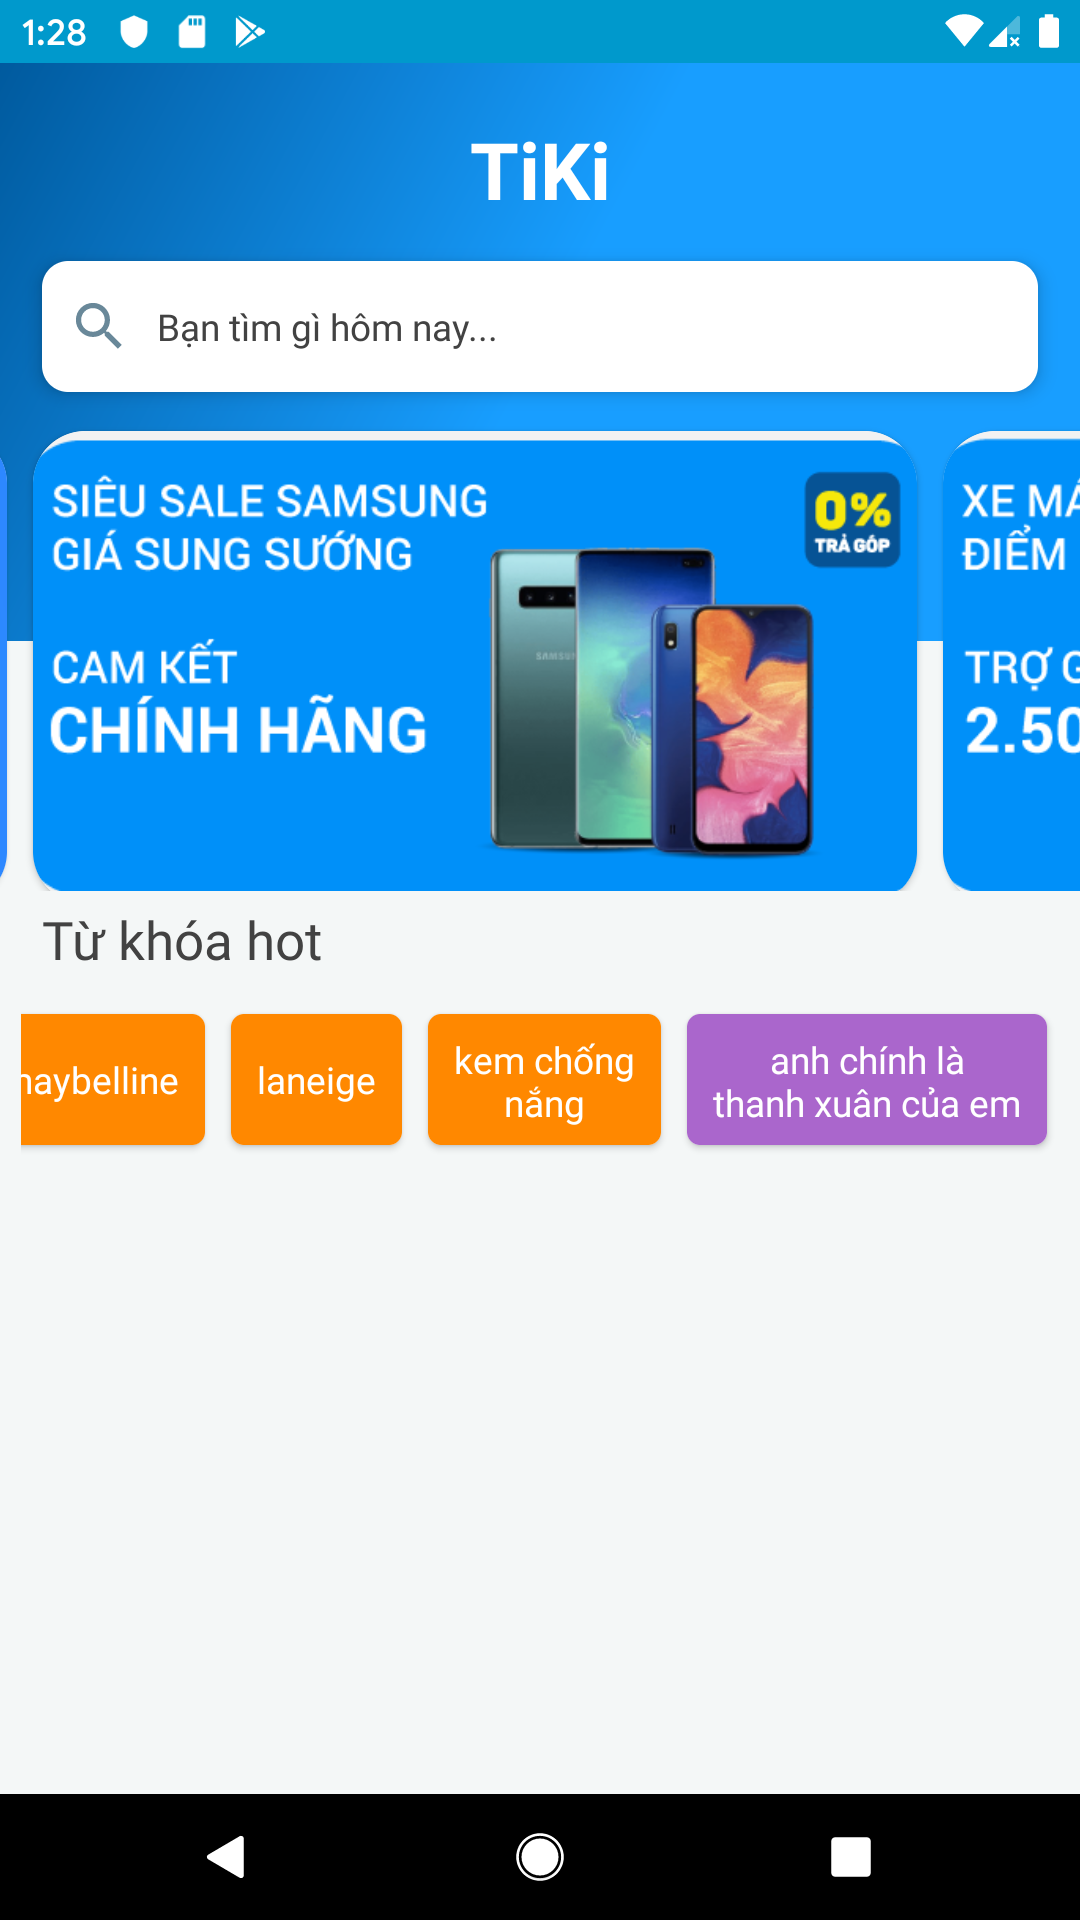 1:28
TiKi
Bạn tìm gì hôm nay...
SIÊU SALE SAMSUNG
GIÁ SUNG SƯỚNG
0%
TRẢ GÓP
CAM KẾT
CHÍNH HÃNG
SAMSUNG
XE MÁ
ĐIỂM
TRỢ G
2.50
Từ khóa hot
maybelline
laneige
kem chống
nắng
anh chính là
thanh xuân của em